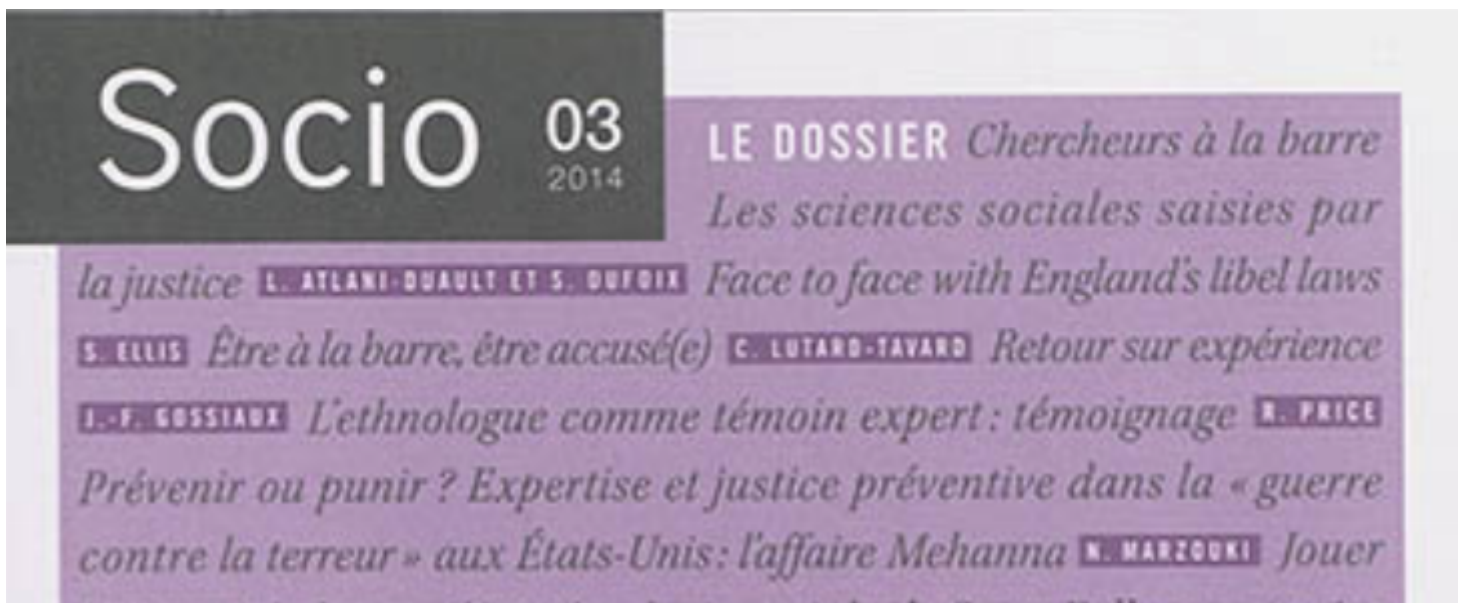 Socio 03
2014
LE DOSSIER Chercheurs à la barre
Les sciences sociales saisies par
la justice L. ATLANI-DUAULT ET S. DUFOIX Face to face with England's libel laws
S. ELLIS Être à la barre, être accusé(e) C. LUTARD-TAVARD Retour sur expérience
J.-F. GOSSIAUX L'ethnologue comme témoin expert : témoignage R. PRICE
Prévenir ou punir ? Expertise et justice préventive dans la « guerre
contre la terreur » aux États-Unis : l'affaire Mehanna N. MARZOUKI Jouer